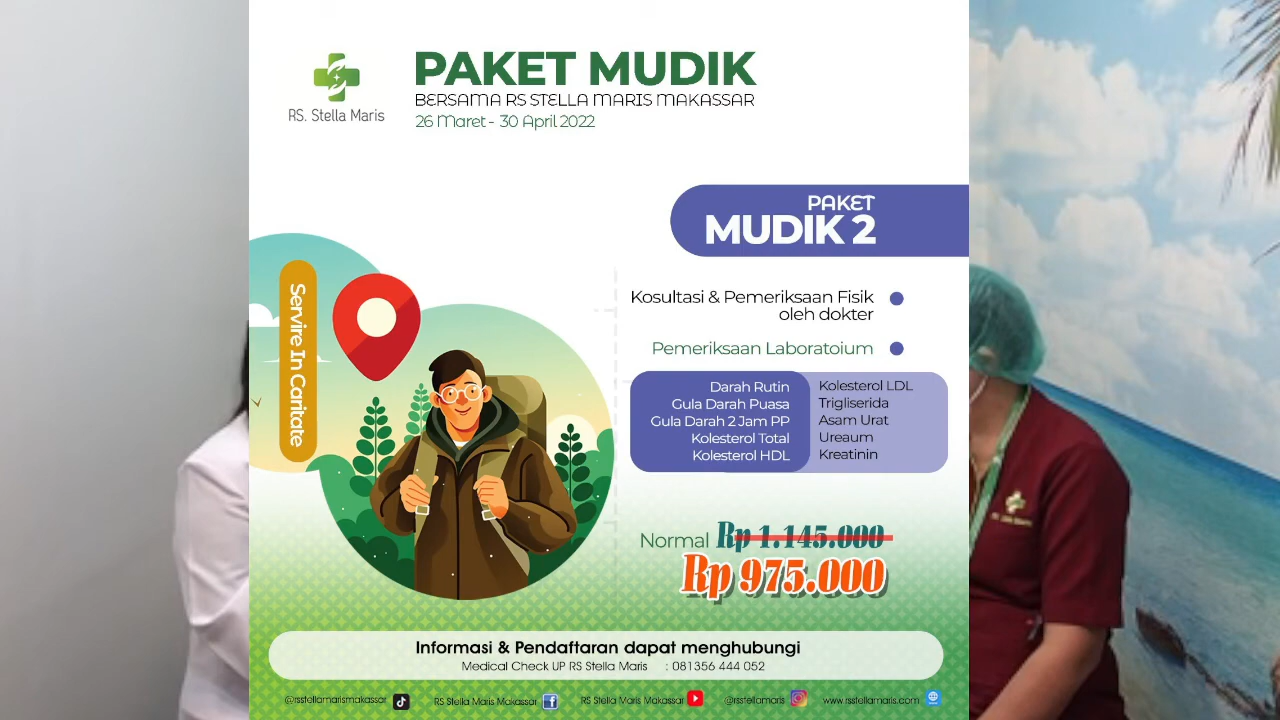 RS. Stella Maris
PAKET MUDIK
BERSAMA RS STELLA MARIS MAKASSAR
26 Maret - 30 April 2022
PAKET
MUDIK 2
Servire In Caritate
Kosultasi & Pemeriksaan Fisik
oleh dokter
Pemeriksaan Laboratoium
Darah Rutin
Gula Darah Puasa
Gula Darah 2 Jam PP
Kolesterol Total
Kolesterol HDL
Kolesterol LDL
Trigliserida
Asam Urat
Ureaum
Kreatinin
Normal Rp 1.145.000
Rp 975.000
Informasi & Pendaftaran dapat menghubungi
Medical Check UP RS Stella Maris : 081 356 444 052
@rsstellamarismakassar
RS Stella Maris Makassar
RS Stella Maris Makassar
@rsstellamaris
www.rsstellamaris.com